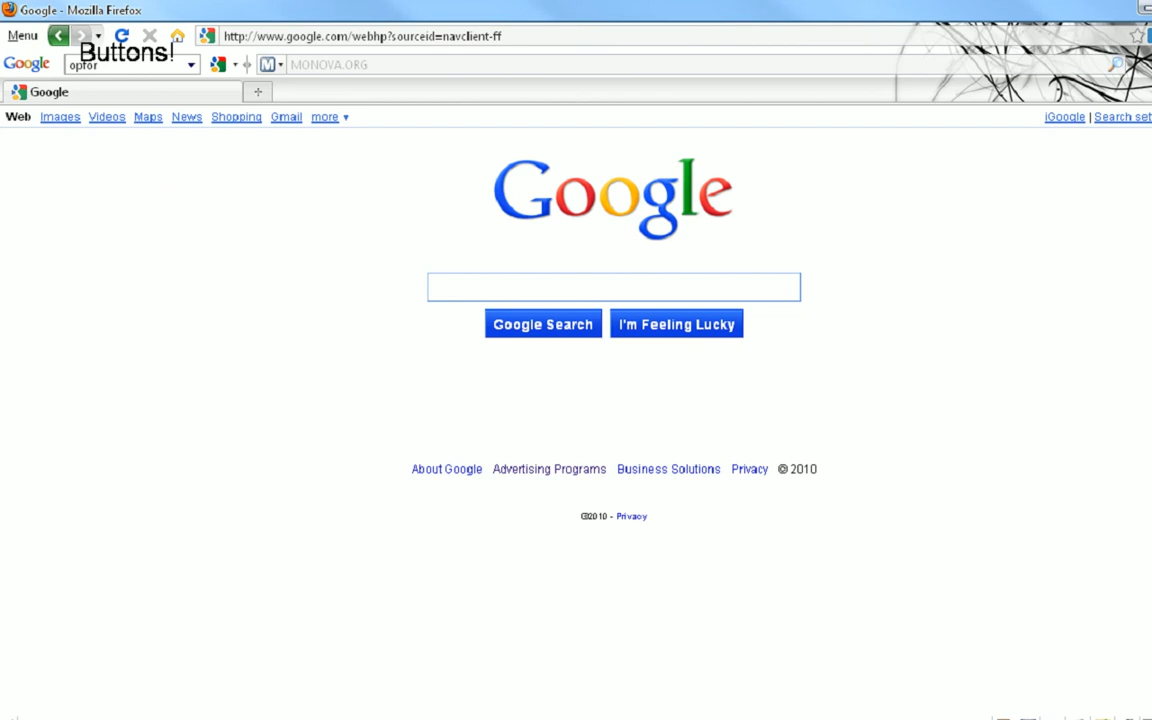 Google - Mozilla Firefox
Menu http://www.google.com/webhp?sourceid=navclient-ff
Buttons!
Google opfor M MONOVA.ORG
Google
Web Images Videos Maps News Shopping Gmail more iGoogle | Search set
Google
Google Search I'm Feeling Lucky
About Google Advertising Programs Business Solutions Privacy © 2010
©2010 - Privacy